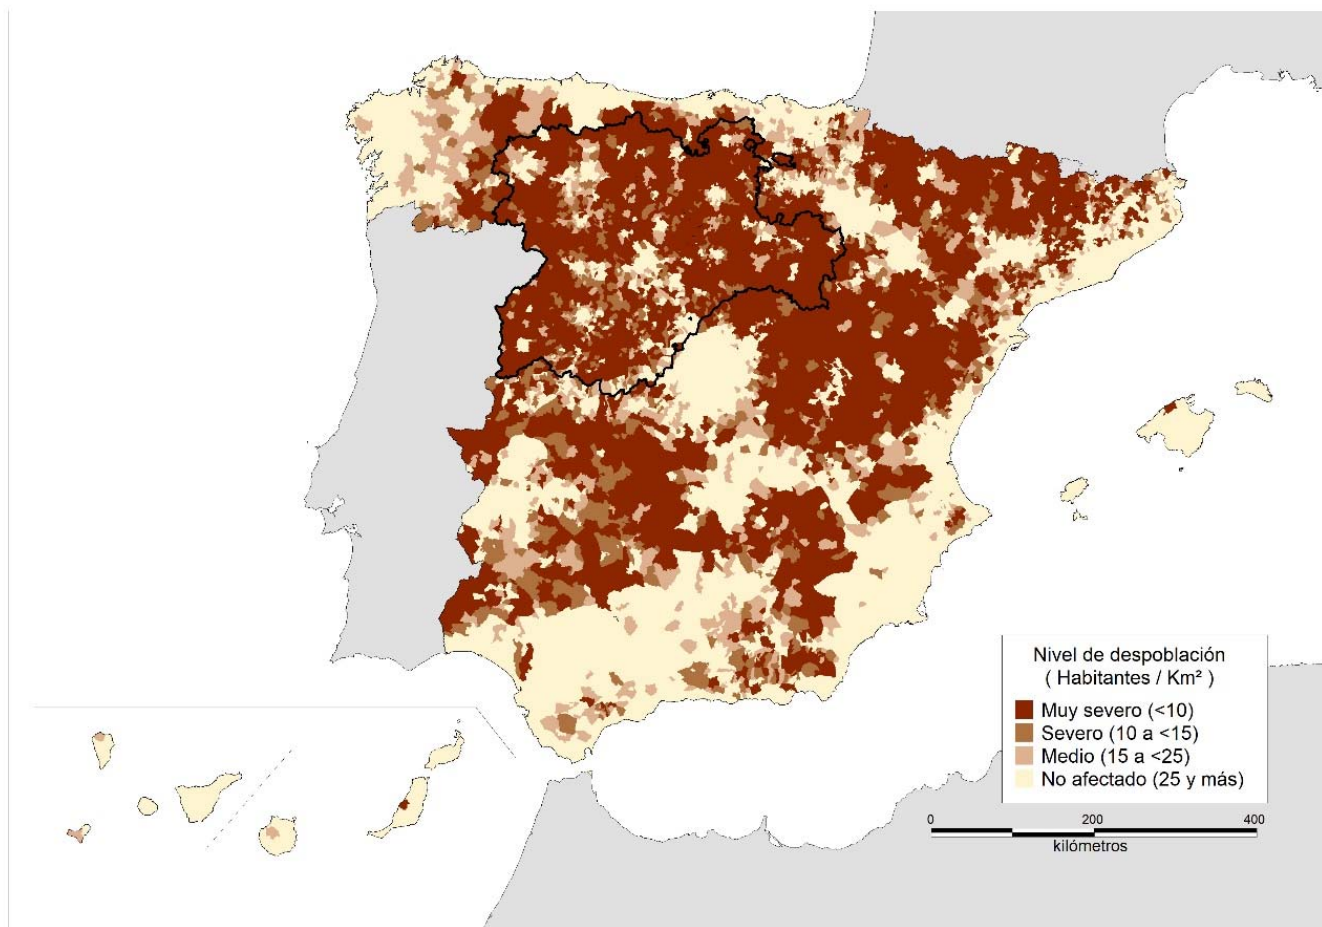 Nivel de despoblación
( Habitantes / Km² )
Muy severo (<10)
Severo (10 a <15)
Medio (15 a <25)
No afectado (25 y más)
0 200 400
kilómetros